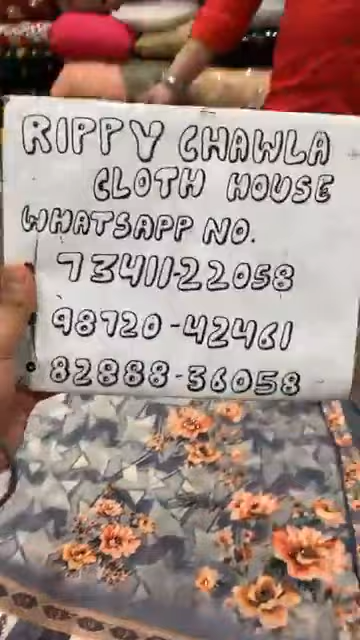 RIPPY CHAWLA
CLOTH HOUSE
WHATSAPP NO.
73411-22058
98720-42461
82888-36058